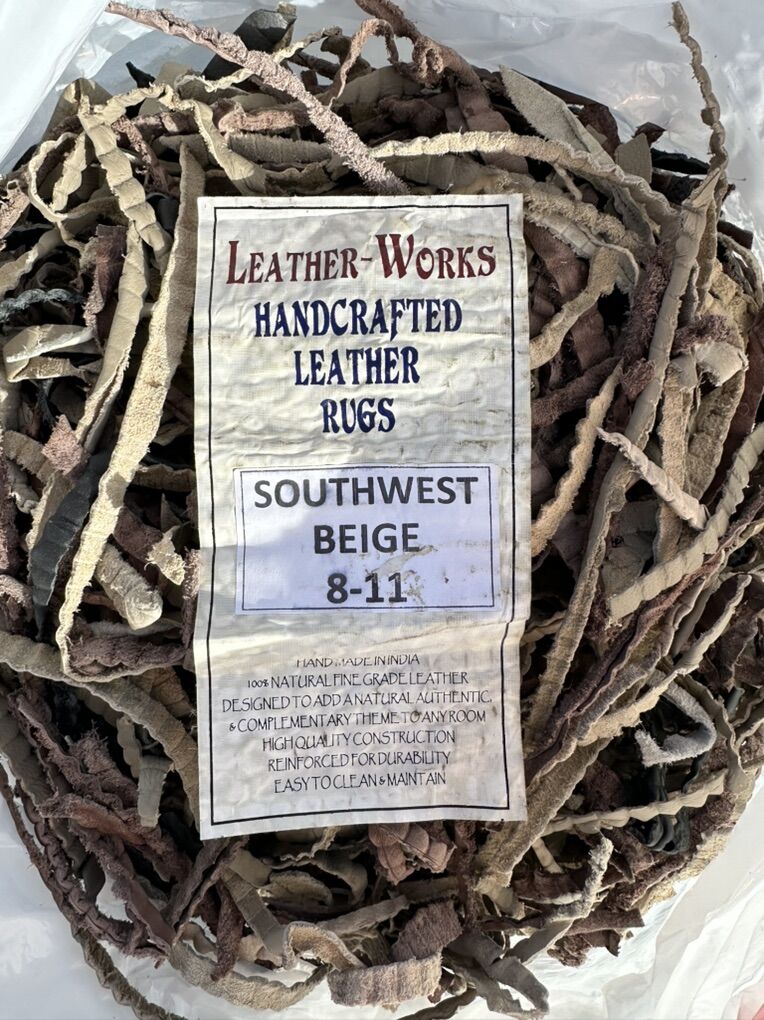 LEATHER-WORKS
HANDCRAFTED
LEATHER
RUGS
SOUTHWEST
BEIGE
8-11
HAND MADE IN INDIA
100% NATURAL FINE GRADE LEATHER
DESIGNED TO ADD A NATURAL AUTHENTIC,
& COMPLEMENTARY THEME TO ANY ROOM
HIGH QUALITY CONSTRUCTION
REINFORCED FOR DURABILITY
EASY TO CLEAN & MAINTAIN